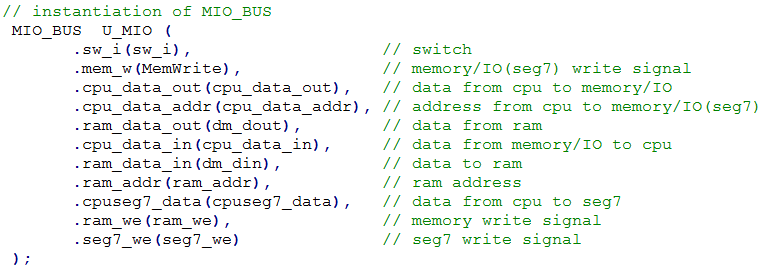 // instantiation of MIO_BUS
MIO_BUS U_MIO (
.sw_i(sw_i), // switch
.mem_w(MemWrite), // memory/IO(seg7) write signal
.cpu_data_out(cpu_data_out), // data from cpu to memory/IO
.cpu_data_addr(cpu_data_addr), // address from cpu to memory/IO(seg7)
.ram_data_out(dm_dout), // data from ram
.cpu_data_in(cpu_data_in), // data from memory/IO to cpu
.ram_data_in(dm_din), // data to ram
.ram_addr(ram_addr), // ram address
.cpuseg7_data(cpuseg7_data), // data from cpu to seg7
.ram_we(ram_we), // memory write signal
.seg7_we(seg7_we) // seg7 write signal
);